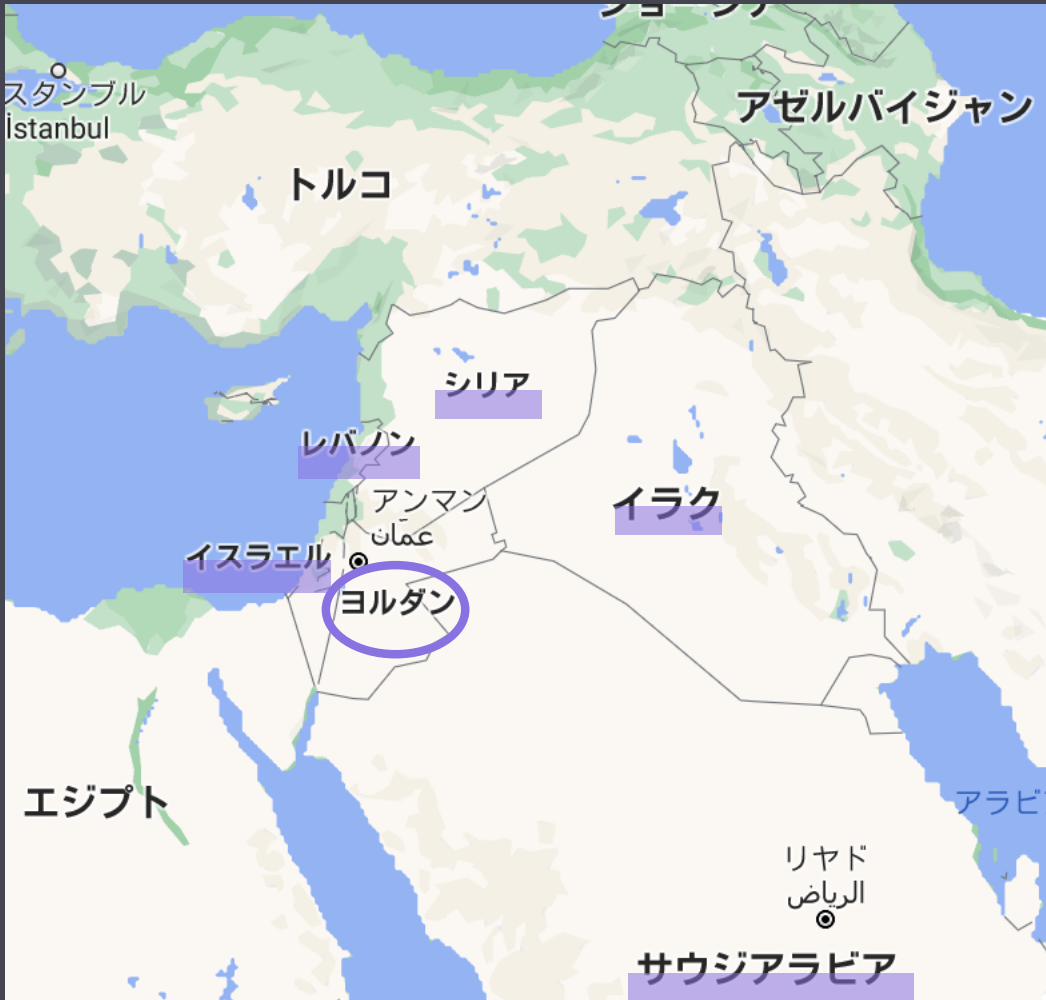 スタンブル
İstanbul
アゼルバイジャン
トルコ
シリア
レバノン
アンマン
عمّان
イラク
イスラエル
ヨルダン
エジプト
アラビ
リヤド
الرياض
サウジアラビア